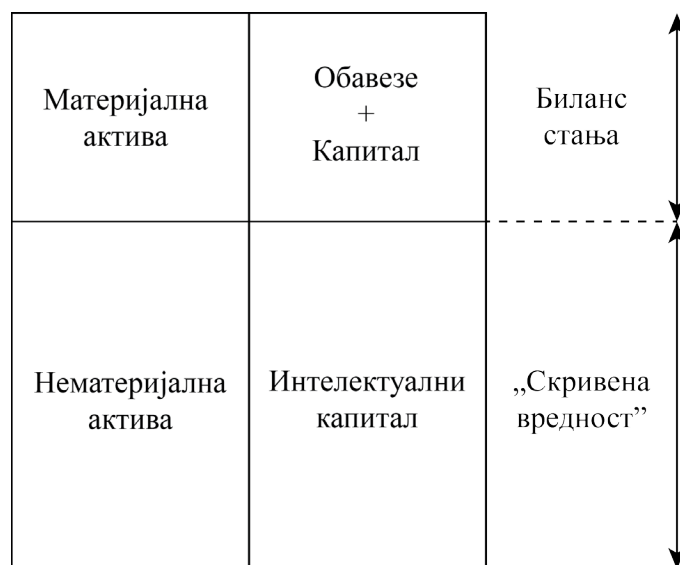 Материјална
актива
Обавезе
+
Капитал
Биланс
стања
Нематеријална
актива
Интелектуални
капитал
„Скривена
вредност”